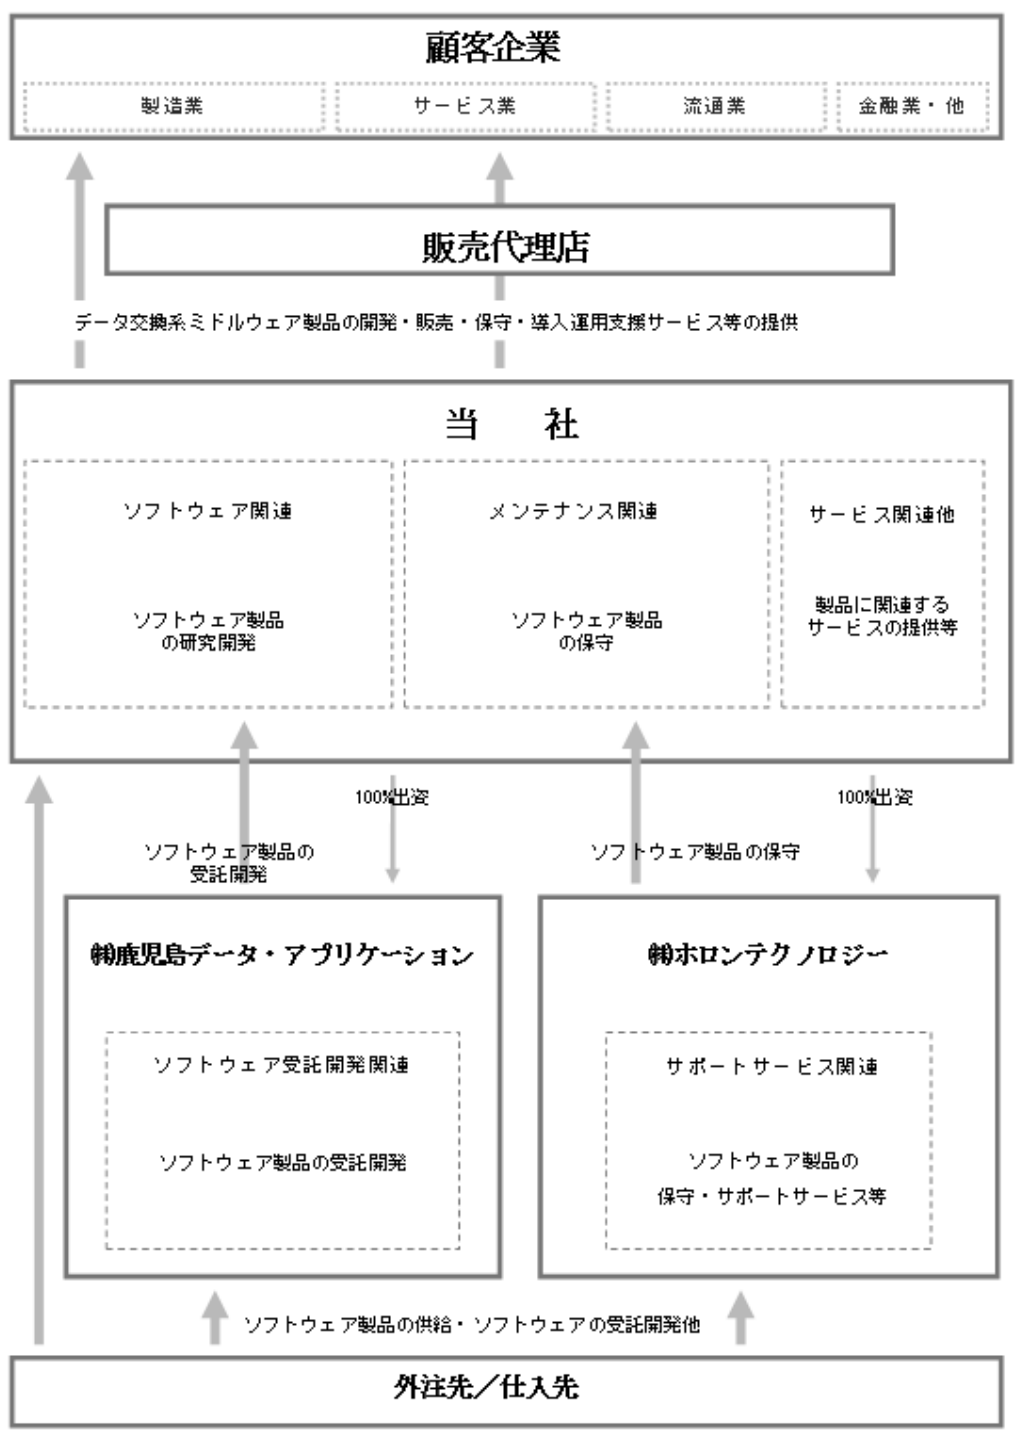 顧客企業
製造業
サービス業
流通業
金融業・他
販売代理店
データ交換系ミドルウェア製品の開発・販売・保守・導入運用支援サービス等の提供
当　　社
ソフトウェア関連
ソフトウェア製品
の研究開発
メンテナンス関連
ソフトウェア製品
の保守
サービス関連他
製品に関連する
サービスの提供等
100%出資
100%出資
ソフトウェア製品の
受託開発
ソフトウェア製品の保守
㈱鹿児島データ・アプリケーション
ソフトウェア受託開発関連
ソフトウェア製品の受託開発
㈱ホロンテクノロジー
サポートサービス関連
ソフトウェア製品の
保守・サポートサービス等
ソフトウェア製品の供給・ソフトウェアの受託開発他
外注先／仕入先